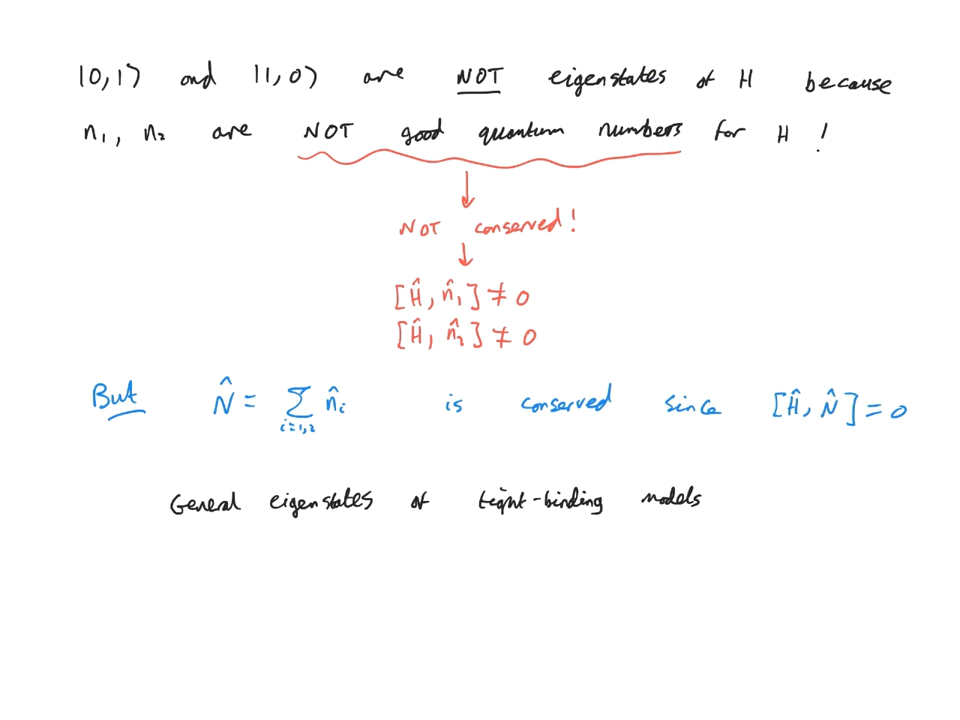 |0,1⟩ and |1,0⟩ are NOT eigenstates of H because
n₁, n₂ are NOT good quantum numbers for H !
↓
NOT conserved!
↓
[Ĥ, n̂₁] ≠ 0
[Ĥ, n̂₂] ≠ 0
But N̂ = ∑ n̂ᵢ is conserved since [Ĥ, N̂] = 0
i=1,2
General eigenstates of tight-binding models